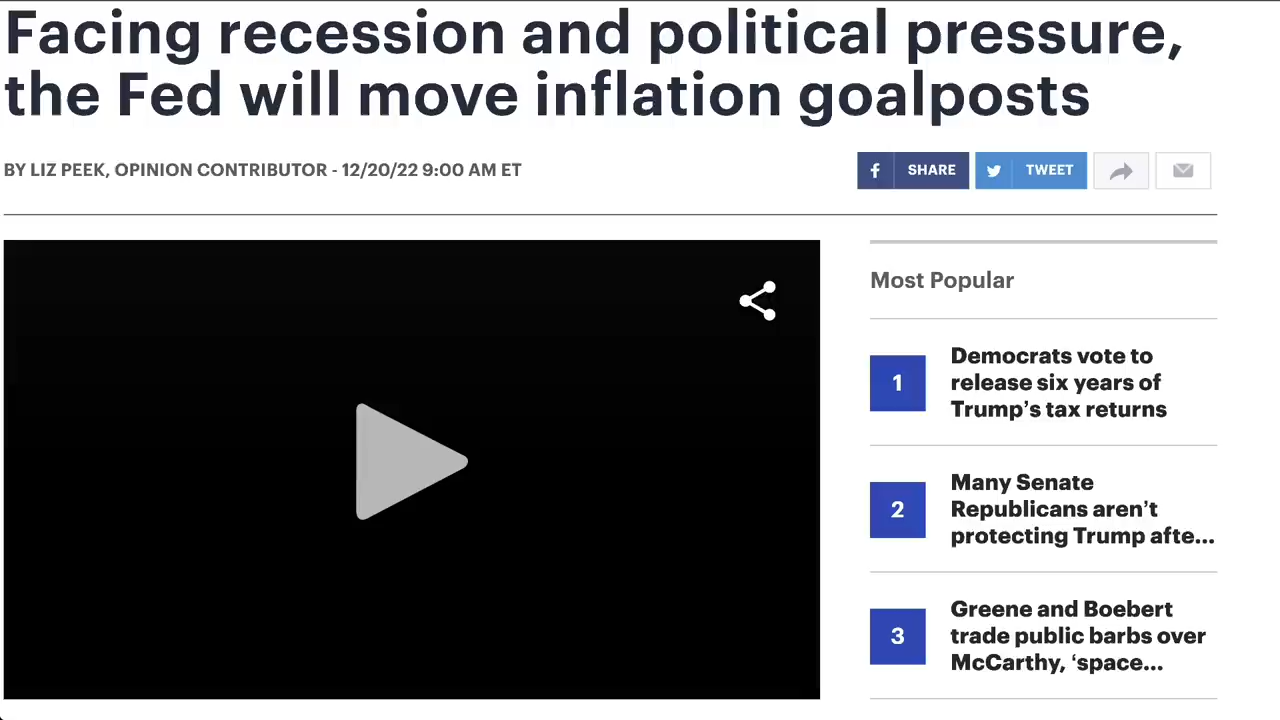 Facing recession and political pressure,
the Fed will move inflation goalposts
BY LIZ PEEK, OPINION CONTRIBUTOR - 12/20/22 9:00 AM ET
f SHARE
TWEET
Most Popular
1
Democrats vote to
release six years of
Trump’s tax returns
2
Many Senate
Republicans aren’t
protecting Trump afte...
3
Greene and Boebert
trade public barbs over
McCarthy, ‘space...